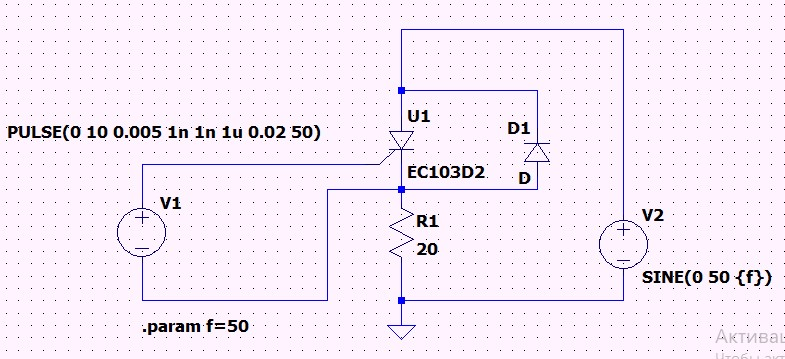 U1
D1
PULSE(0 10 0.005 1n 1n 1u 0.02 50)
EC103D2
D
V1
V2
R1
20
SINE(0 50 {f})
.param f=50